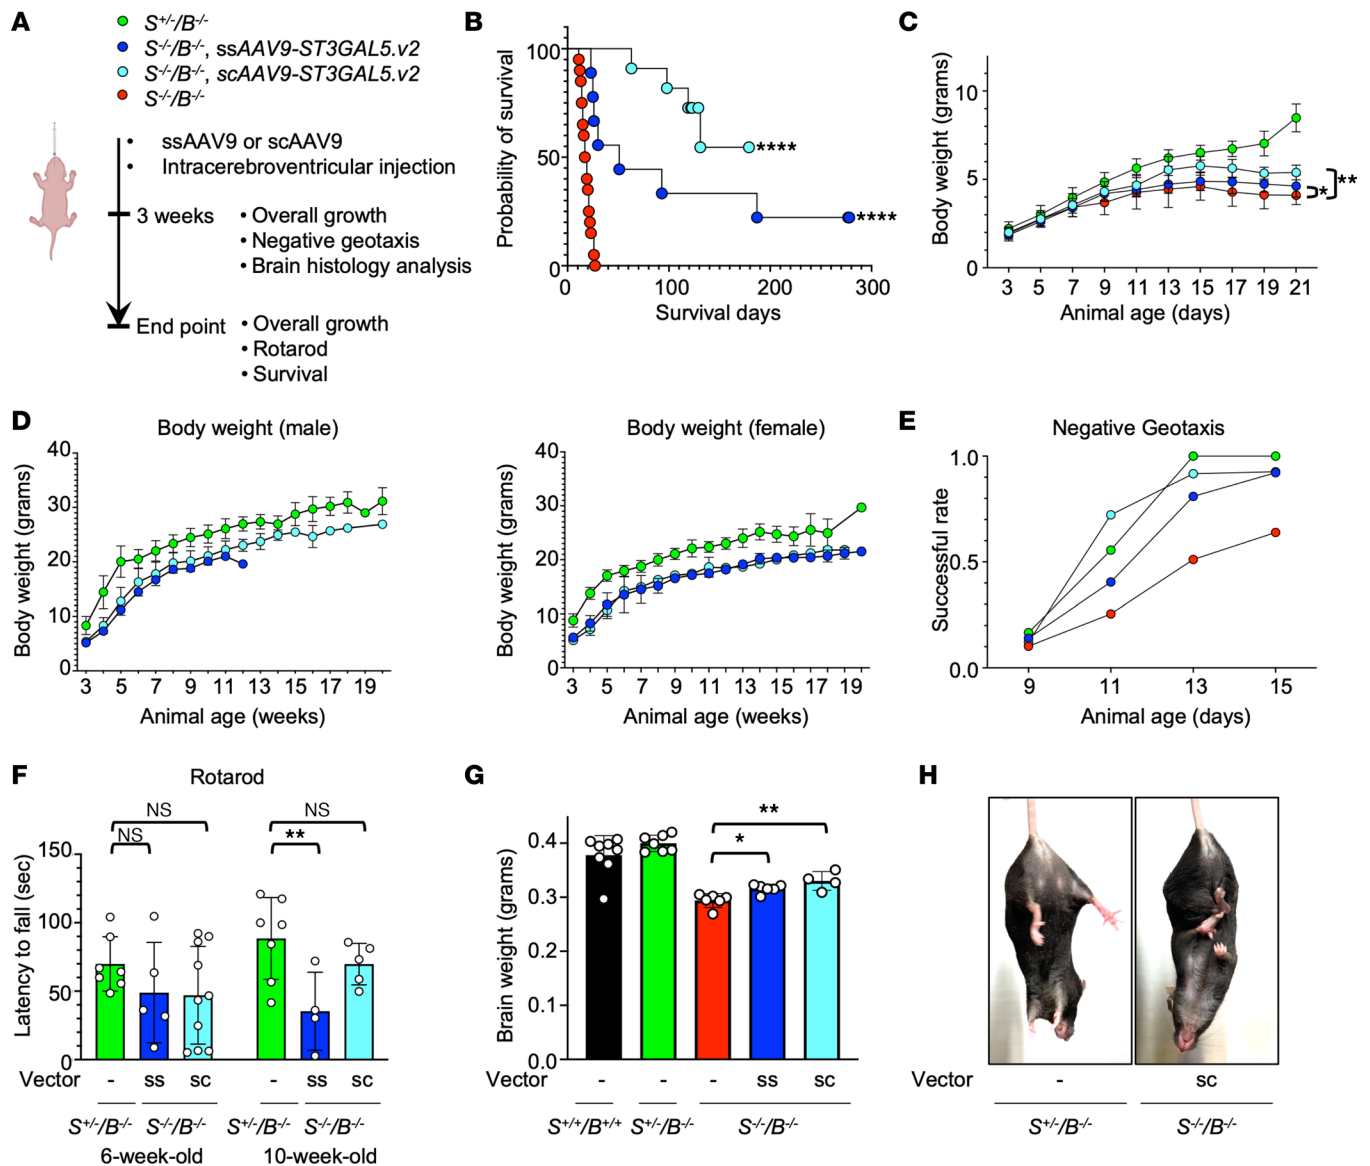 A
S+/-/B-/-
S-/-/B-/-, ssAAV9-ST3GAL5.v2
S-/-/B-/-, scAAV9-ST3GAL5.v2
S-/-/B-/-
• ssAAV9 or scAAV9
• Intracerebroventricular injection
3 weeks
• Overall growth
• Negative geotaxis
• Brain histology analysis
End point
• Overall growth
• Rotarod
• Survival
B
Probability of survival
100
50
0
0 100 200 300
Survival days
****
****
C
Body weight (grams)
10
5
0
3 5 7 9 11 13 15 17 19 21
Animal age (days)
*
**
D
Body weight (male)
Body weight (grams)
40
30
20
10
0
3 5 7 9 11 13 15 17 19
Animal age (weeks)
Body weight (female)
Body weight (grams)
40
30
20
10
0
3 5 7 9 11 13 15 17 19
Animal age (weeks)
E
Negative Geotaxis
Successful rate
1.0
0.5
0.0
9 11 13 15
Animal age (days)
F
Rotarod
NS
NS
NS
**
Latency to fall (sec)
150
100
50
0
Vector - ss sc - ss sc
S+/-/B-/- S-/-/B-/- S+/-/B-/- S-/-/B-/-
6-week-old 10-week-old
G
**
*
Brain weight (grams)
0.4
0.3
0.2
0.1
0.0
Vector - - - ss sc
S+/+/B+/+ S+/-/B-/- S-/-/B-/-
H
Vector - sc
S+/-/B-/- S-/-/B-/-